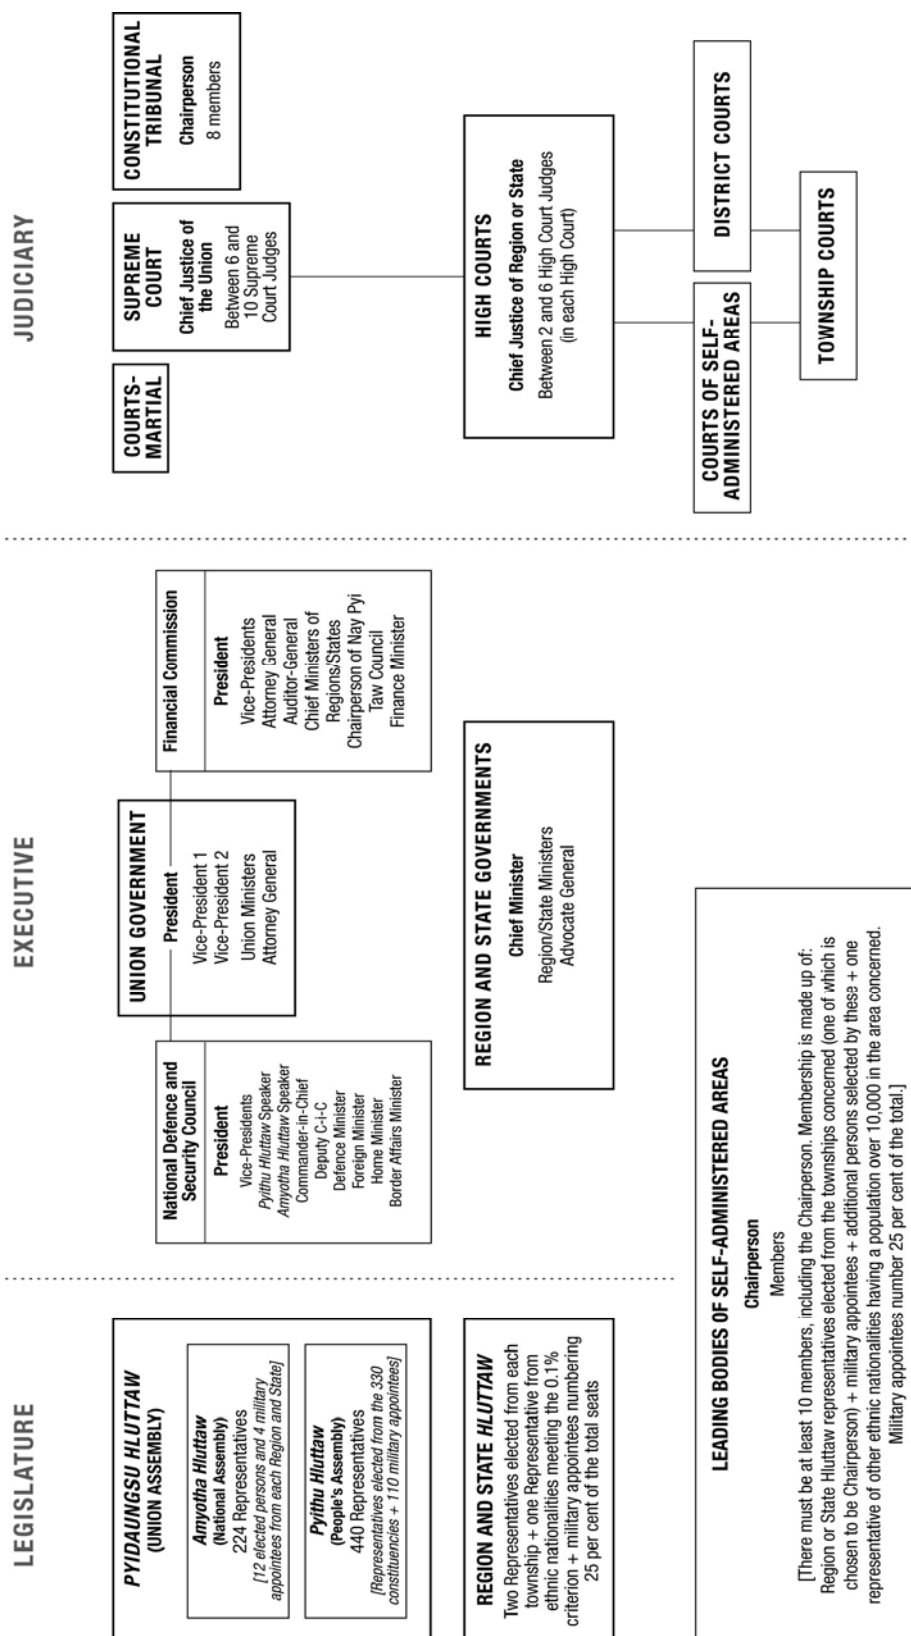 LEGISLATURE
PYIDAUNGSU HLUTTAW
(UNION ASSEMBLY)
Amyotha Hluttaw
(National Assembly)
224 Representatives
[12 elected persons and 4 military
appointees from each Region and State]
Pyithu Hluttaw
(People's Assembly)
440 Representatives
[Representatives elected from the 330
constituencies + 110 military appointees]
REGION AND STATE HLUTTAW
Two Representatives elected from each
township + one Representative from
ethnic nationalities meeting the 0.1%
criterion + military appointees numbering
25 per cent of the total seats
EXECUTIVE
National Defence and
Security Council
President
Vice-Presidents
Pyithu Hluttaw Speaker
Amyotha Hluttaw Speaker
Commander-in-Chief
Deputy C-i-C
Defence Minister
Foreign Minister
Home Minister
Border Affairs Minister
UNION GOVERNMENT
President
Vice-President 1
Vice-President 2
Union Ministers
Attorney General
Financial Commission
President
Vice-Presidents
Attorney General
Auditor-General
Chief Ministers of
Regions/States
Chairperson of Nay Pyi
Taw Council
Finance Minister
REGION AND STATE GOVERNMENTS
Chief Minister
Region/State Ministers
Advocate General
LEADING BODIES OF SELF-ADMINISTERED AREAS
Chairperson
Members
[There must be at least 10 members, including the Chairperson. Membership is made up of:
Region or State Hluttaw representatives elected from the townships concerned (one of which is
chosen to be Chairperson) + military appointees + additional persons selected by these + one
representative of other ethnic nationalities having a population over 10,000 in the area concerned.
Military appointees number 25 per cent of the total.]
JUDICIARY
COURTS-
MARTIAL
SUPREME
COURT
Chief Justice of
the Union
Between 6 and
10 Supreme
Court Judges
CONSTITUTIONAL
TRIBUNAL
Chairperson
8 members
HIGH COURTS
Chief Justice of Region or State
Between 2 and 6 High Court Judges
(in each High Court)
COURTS OF SELF-
ADMINISTERED AREAS
DISTRICT COURTS
TOWNSHIP COURTS